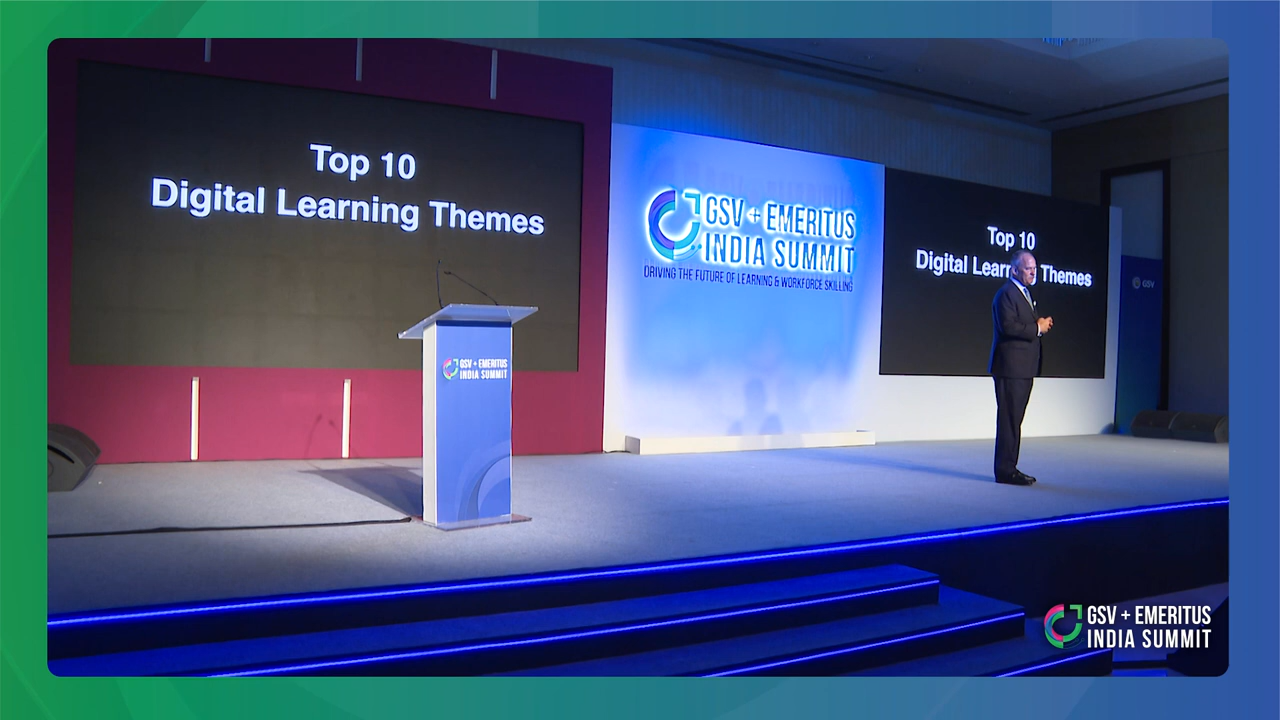 Top 10
Digital Learning Themes
GSV + EMERITUS
INDIA SUMMIT
DRIVING THE FUTURE OF LEARNING & WORKFORCE SKILLING
Top 10
Digital Lear Themes
GSV
GSV + EMERITUS
INDIA SUMMIT
GSV + EMERITUS
INDIA SUMMIT